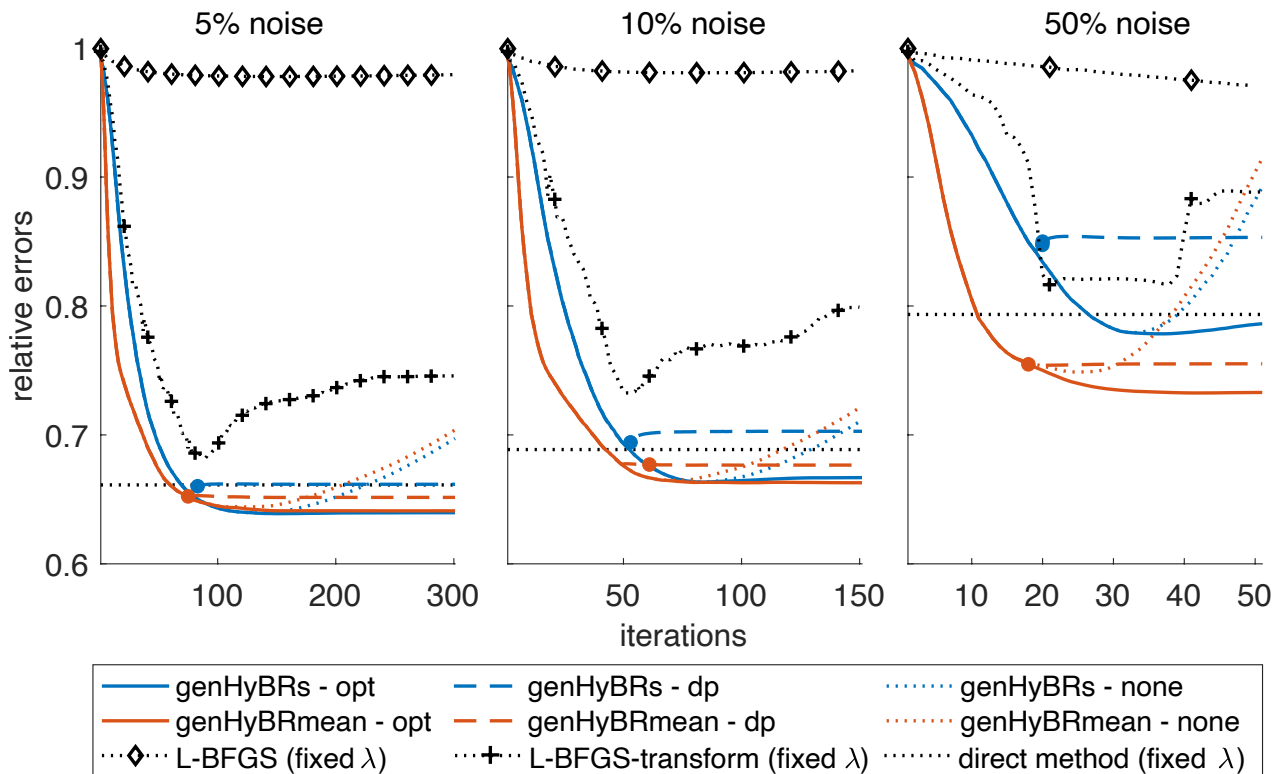 5% noise
10% noise
50% noise
1
0.9
0.8
0.7
0.6
relative errors
100 200 300
50 100 150
10 20 30 40 50
iterations
genHyBRs - opt
genHyBRs - dp
genHyBRs - none
genHyBRmean - opt
genHyBRmean - dp
genHyBRmean - none
L-BFGS (fixed λ)
L-BFGS-transform (fixed λ)
direct method (fixed λ)